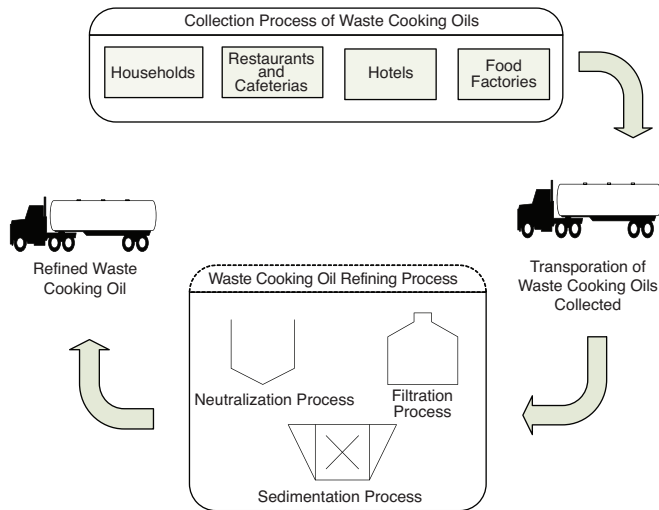 Collection Process of Waste Cooking Oils
Households
Restaurants
and
Cafeterias
Hotels
Food
Factories
Refined Waste
Cooking Oil
Transporation of
Waste Cooking Oils
Collected
Waste Cooking Oil Refining Process
Neutralization Process
Filtration
Process
Sedimentation Process